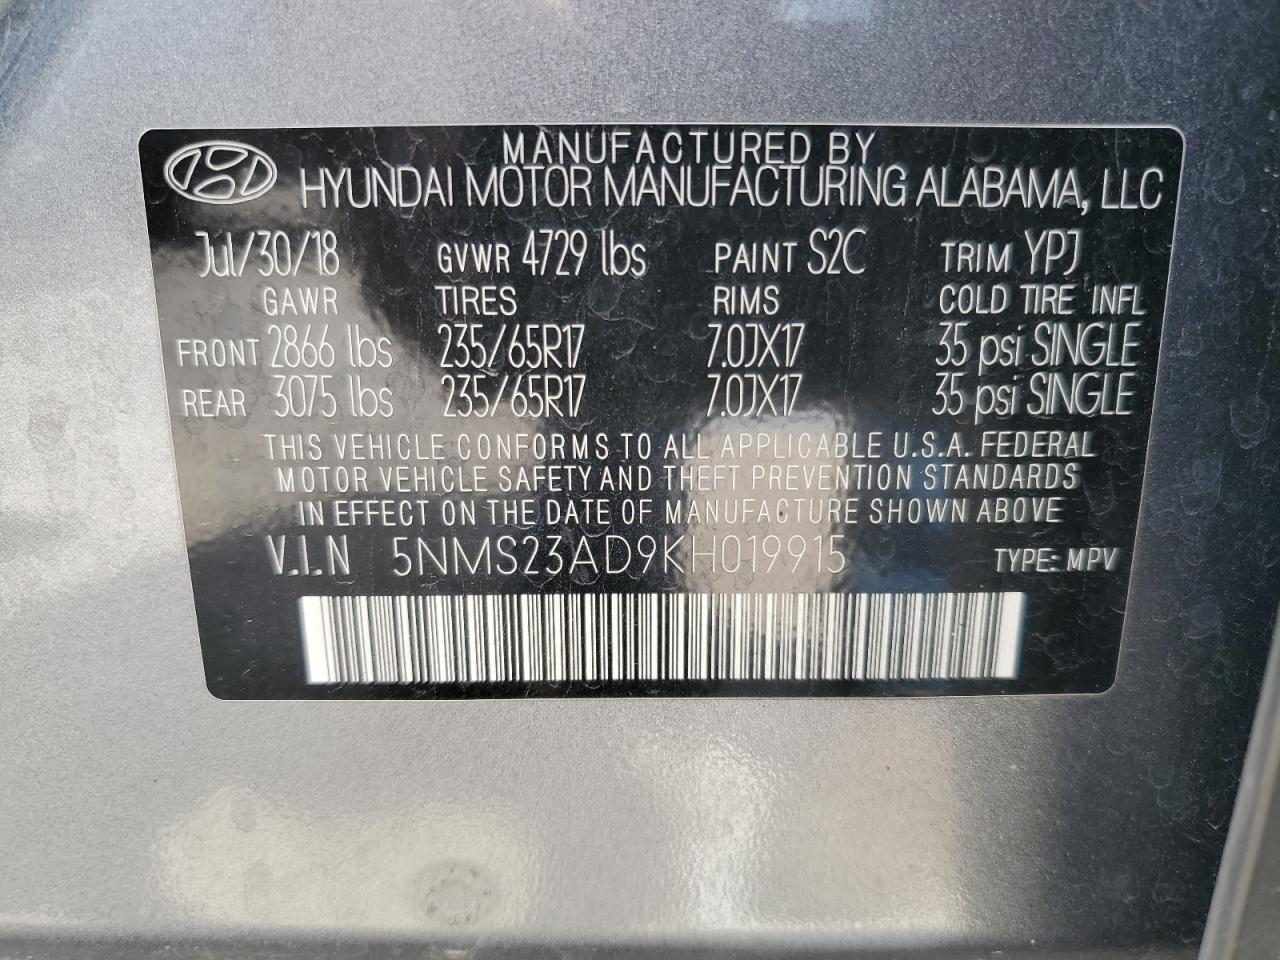 MANUFACTURED BY
HYUNDAI MOTOR MANUFACTURING ALABAMA, LLC
Jul/30/18 GVWR 4729 lbs PAINT S2C TRIM YPJ
GAWR TIRES RIMS COLD TIRE INFL
FRONT 2866 lbs 235/65R17 7.0JX17 35 psi SINGLE
REAR 3075 lbs 235/65R17 7.0JX17 35 psi SINGLE
THIS VEHICLE CONFORMS TO ALL APPLICABLE U.S.A. FEDERAL
MOTOR VEHICLE SAFETY AND THEFT PREVENTION STANDARDS
IN EFFECT ON THE DATE OF MANUFACTURE SHOWN ABOVE
V.I.N 5NMS23AD9KH019915 TYPE: MPV